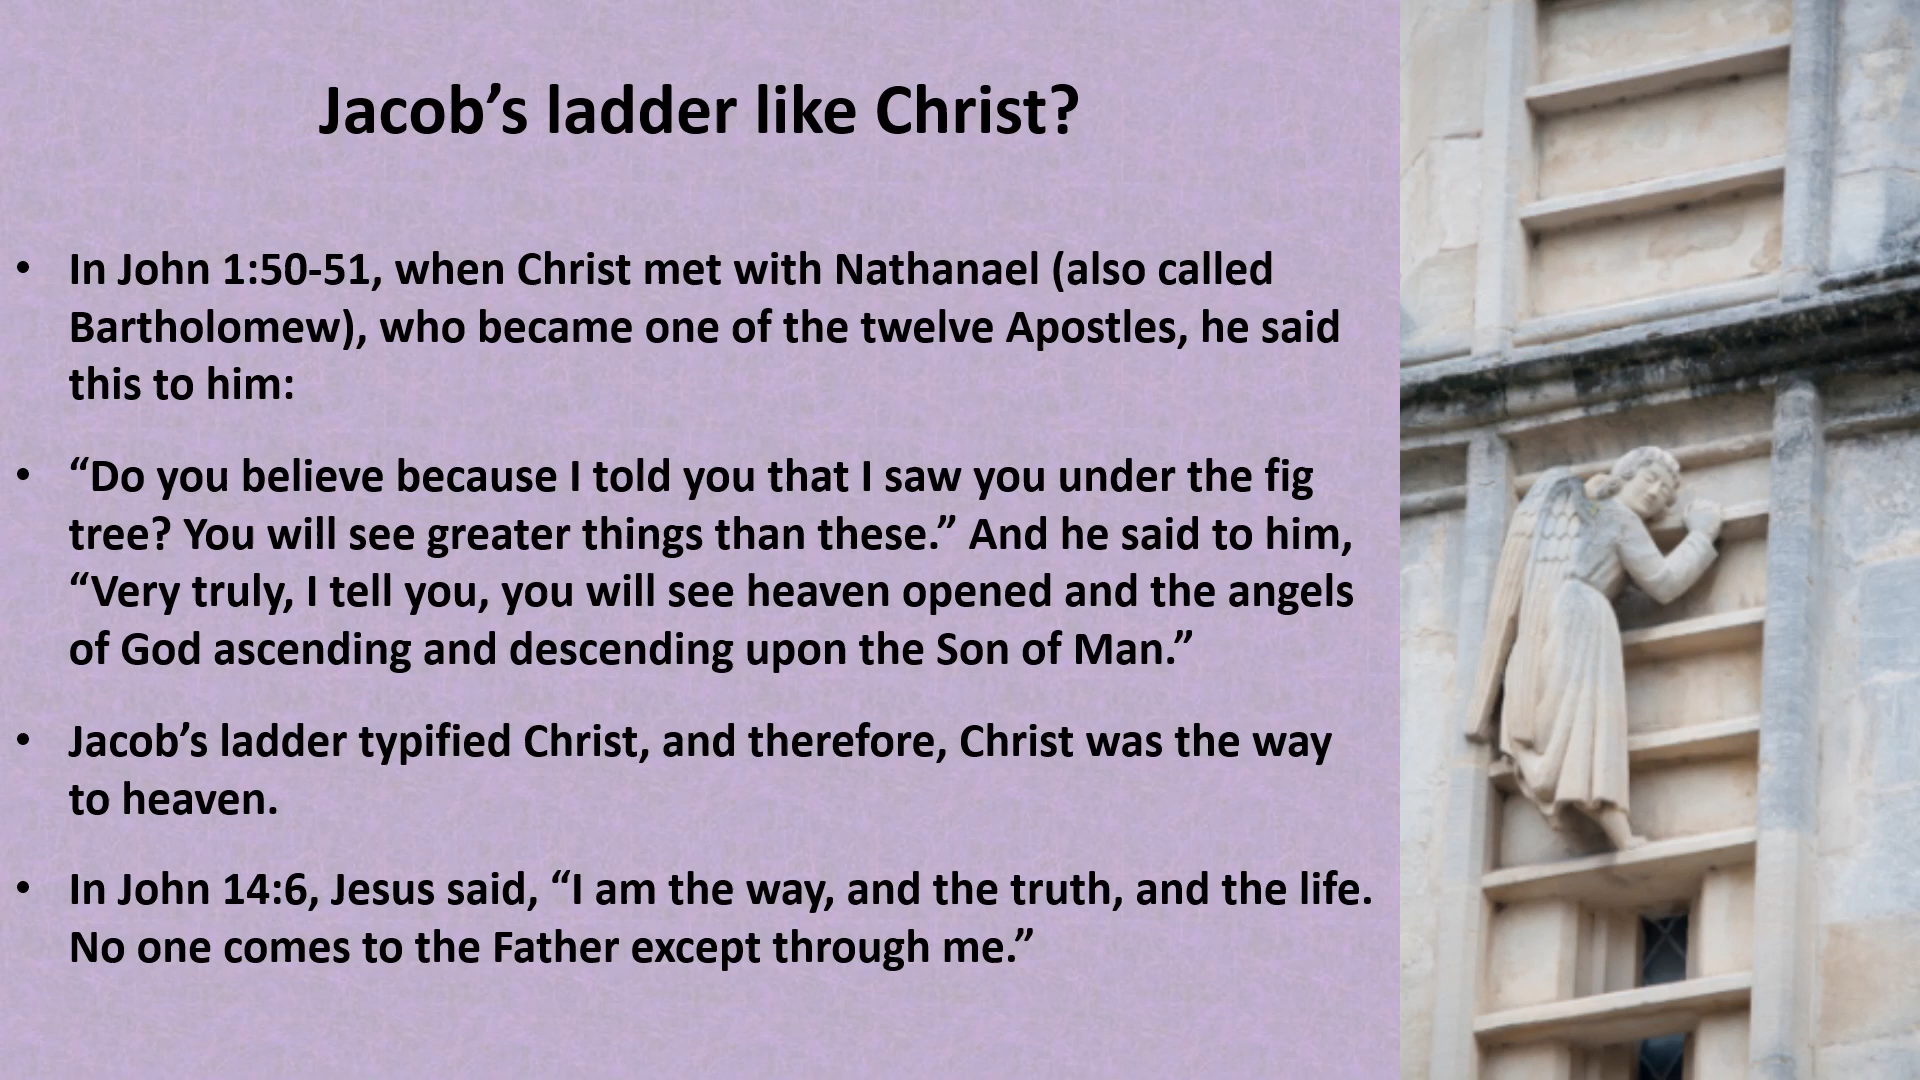 Jacob’s ladder like Christ?
• In John 1:50-51, when Christ met with Nathanael (also called
Bartholomew), who became one of the twelve Apostles, he said
this to him:
• “Do you believe because I told you that I saw you under the fig
tree? You will see greater things than these.” And he said to him,
“Very truly, I tell you, you will see heaven opened and the angels
of God ascending and descending upon the Son of Man.”
• Jacob’s ladder typified Christ, and therefore, Christ was the way
to heaven.
• In John 14:6, Jesus said, “I am the way, and the truth, and the life.
No one comes to the Father except through me.”